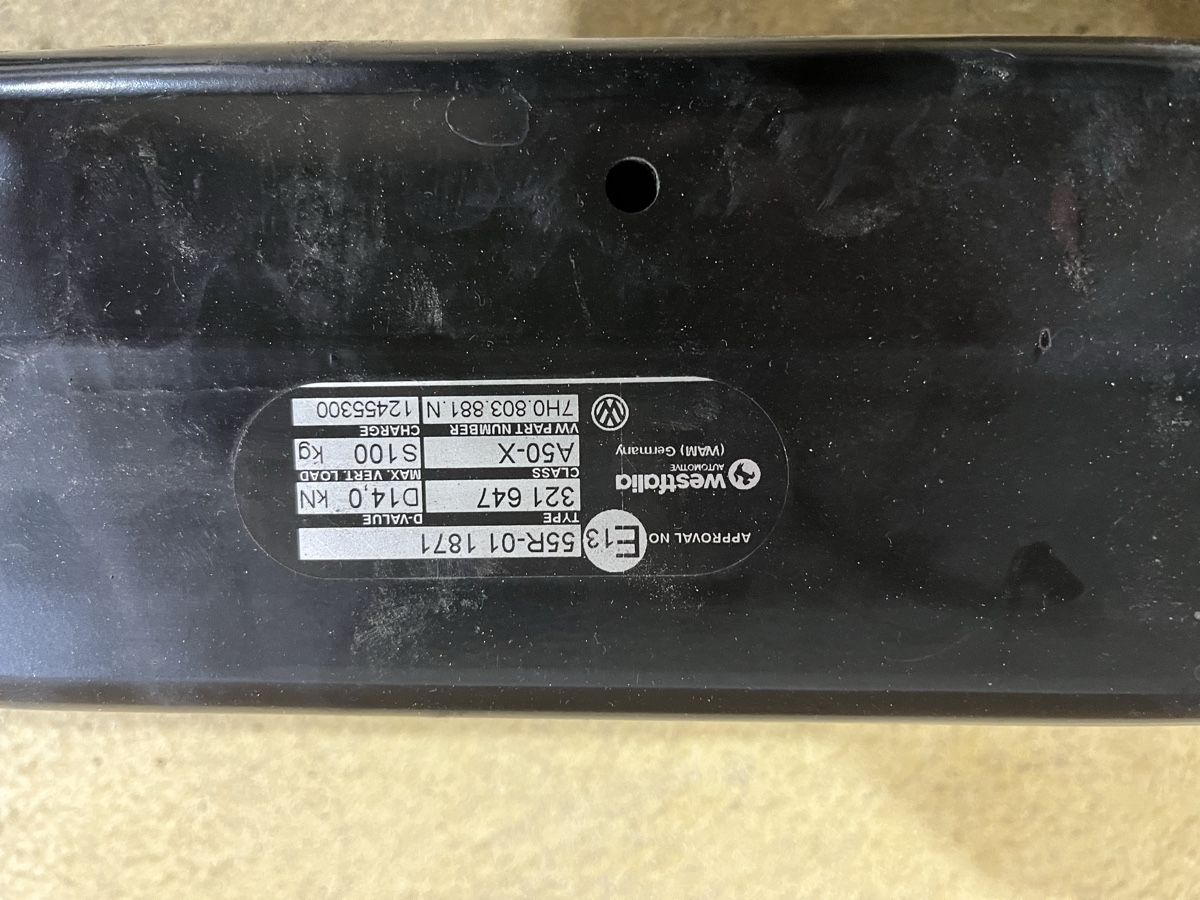 APPROVAL NO E13 55R-01 1871
TYPE D-VALUE
westfalia 321 647 D14,0 kN
AUTOMOTIVE CLASS MAX. VERT. LOAD
(WAM) Germany A50-X S100 kg
VW PART NUMBER CHARGE
VW 7H0.803.881.N 12455300